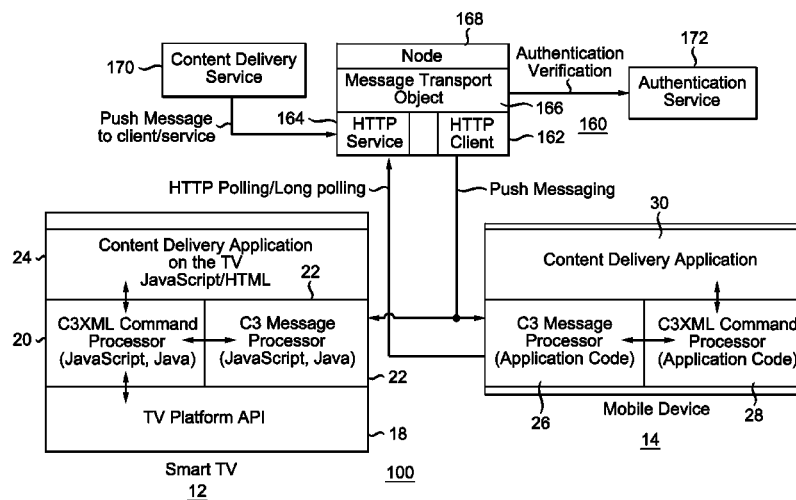 168
170
Content Delivery
Service
Node
Message Transport
Object
166
Authentication
Verification
172
Authentication
Service
Push Message
to client/service
164
HTTP
Service
HTTP
Client
162
160
HTTP Polling/Long polling
Push Messaging
24
Content Delivery Application
on the TV
JavaScript/HTML
22
20
C3XML Command
Processor
(JavaScript, Java)
C3 Message
Processor
(JavaScript, Java)
22
TV Platform API
18
Smart TV
12
100
30
Content Delivery Application
C3 Message
Processor
(Application Code)
C3XML Command
Processor
(Application Code)
26
Mobile Device
28
14